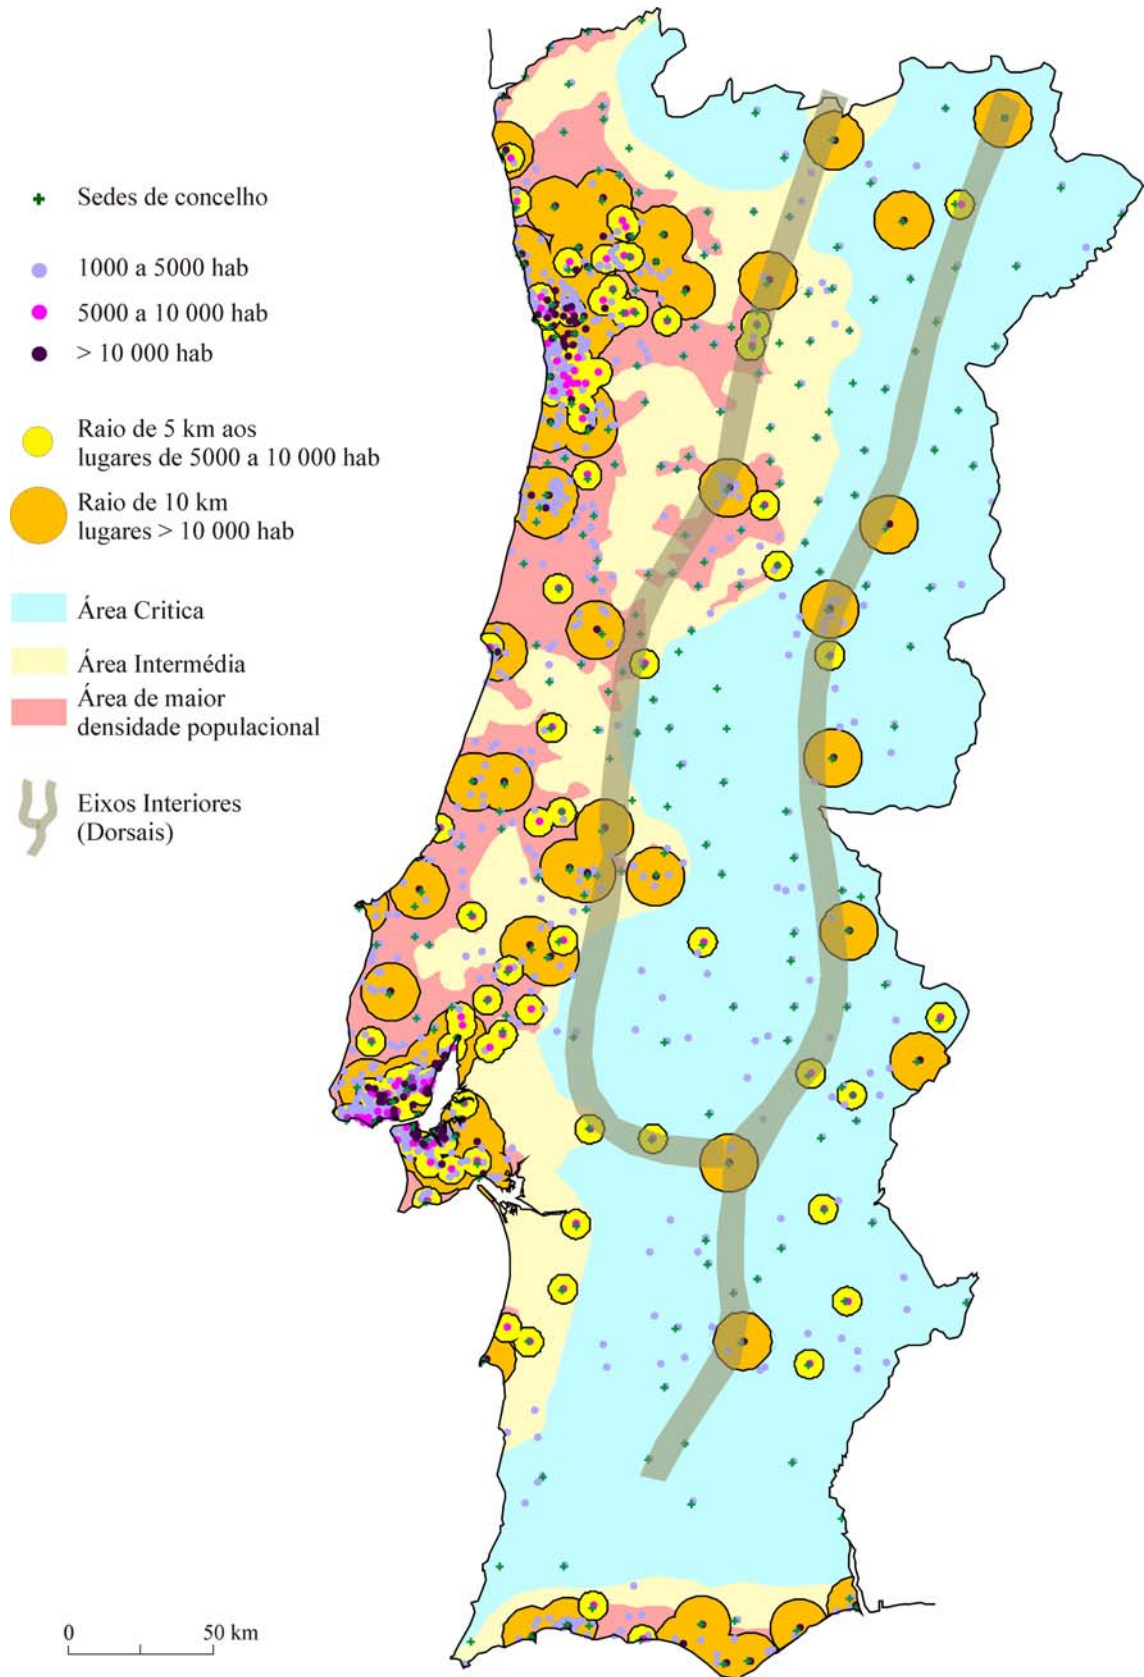 Sedes de concelho
1000 a 5000 hab
5000 a 10 000 hab
> 10 000 hab
Raio de 5 km aos
lugares de 5000 a 10 000 hab
Raio de 10 km
lugares > 10 000 hab
Área Critica
Área Intermédia
Área de maior
densidade populacional
Eixos Interiores
(Dorsais)
0 50 km